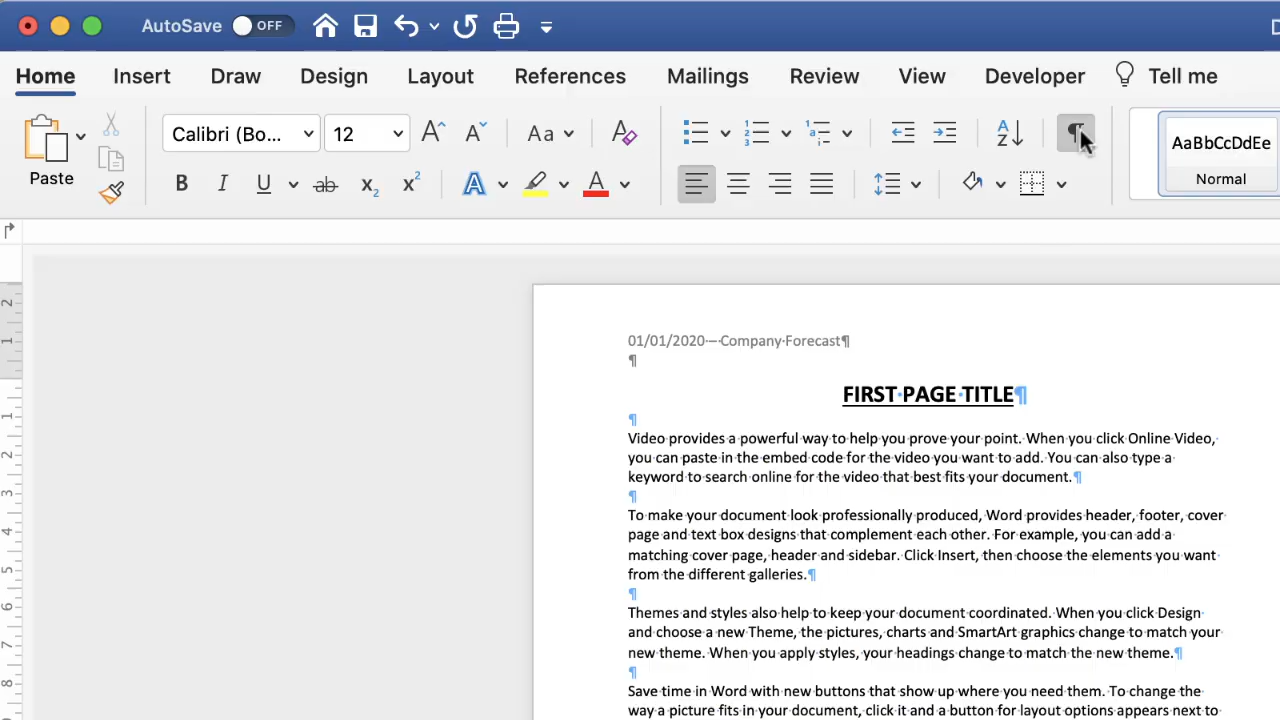 AutoSave OFF
Home Insert Draw Design Layout References Mailings Review View Developer Tell me
Paste
Calibri (Bo... 12 Aa
AaBbCcDdEe
Normal
01/01/2020·–·Company·Forecast¶
¶
FIRST·PAGE·TITLE¶
¶
Video·provides·a·powerful·way·to·help·you·prove·your·point.·When·you·click·Online·Video,·
you·can·paste·in·the·embed·code·for·the·video·you·want·to·add.·You·can·also·type·a·
keyword·to·search·online·for·the·video·that·best·fits·your·document.¶
¶
To·make·your·document·look·professionally·produced,·Word·provides·header,·footer,·cover·
page·and·text·box·designs·that·complement·each·other.·For·example,·you·can·add·a·
matching·cover·page,·header·and·sidebar.·Click·Insert,·then·choose·the·elements·you·want·
from·the·different·galleries.¶
¶
Themes·and·styles·also·help·to·keep·your·document·coordinated.·When·you·click·Design·
and·choose·a·new·Theme,·the·pictures,·charts·and·SmartArt·graphics·change·to·match·your·
new·theme.·When·you·apply·styles,·your·headings·change·to·match·the·new·theme.¶
¶
Save·time·in·Word·with·new·buttons·that·show·up·where·you·need·them.·To·change·the·
way·a·picture·fits·in·your·document,·click·it·and·a·button·for·layout·options·appears·next·to·